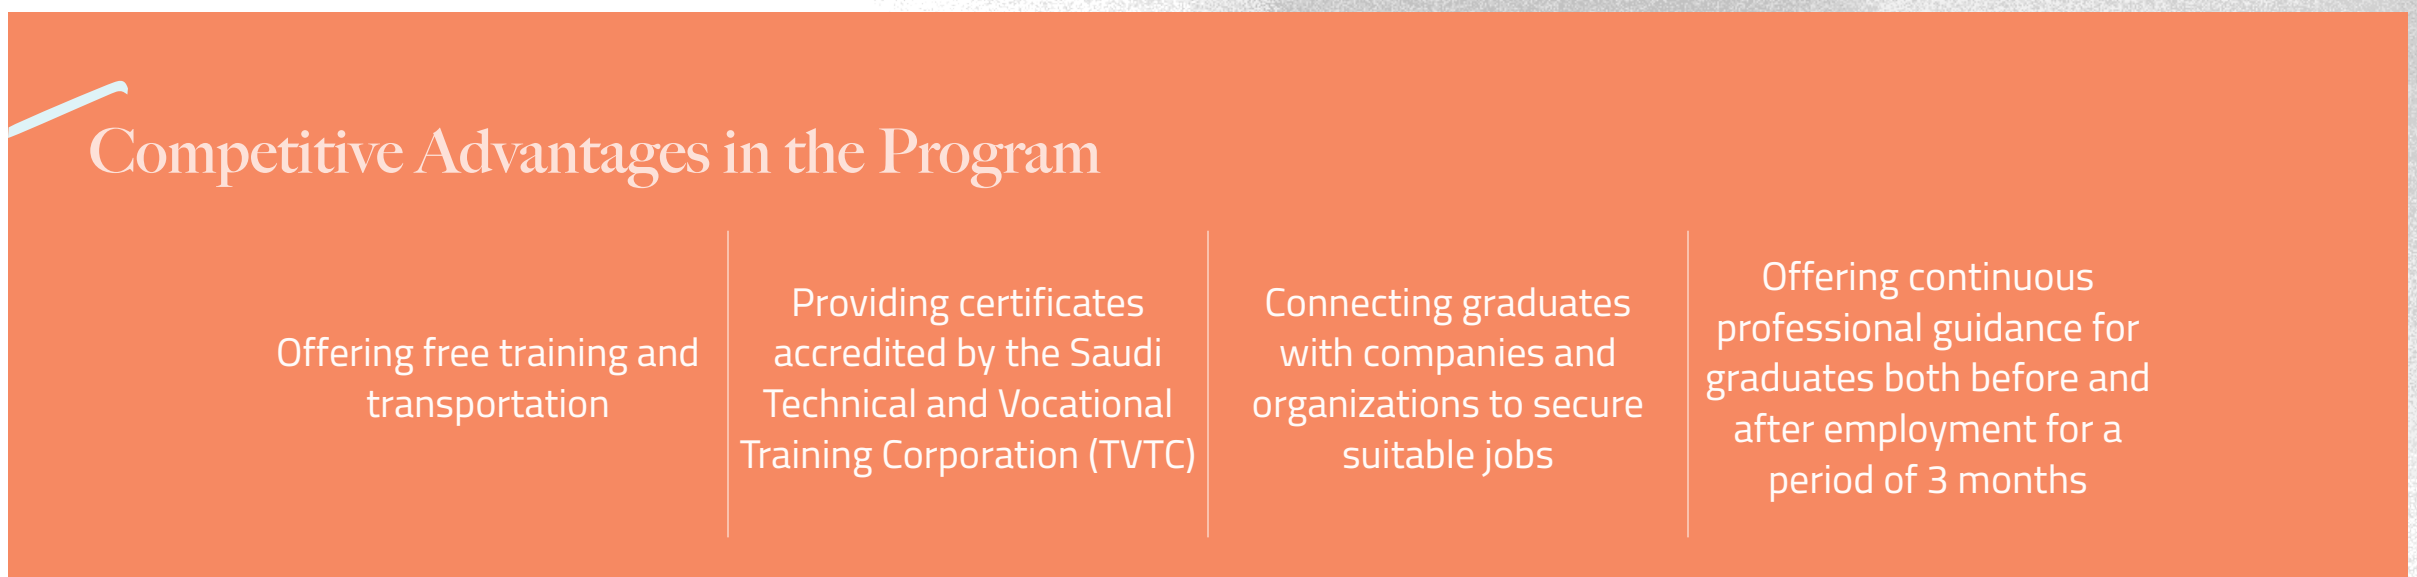 Competitive Advantages in the Program
Offering free training and
transportation
Providing certificates
accredited by the Saudi
Technical and Vocational
Training Corporation (TVTC)
Connecting graduates
with companies and
organizations to secure
suitable jobs
Offering continuous
professional guidance for
graduates both before and
after employment for a
period of 3 months